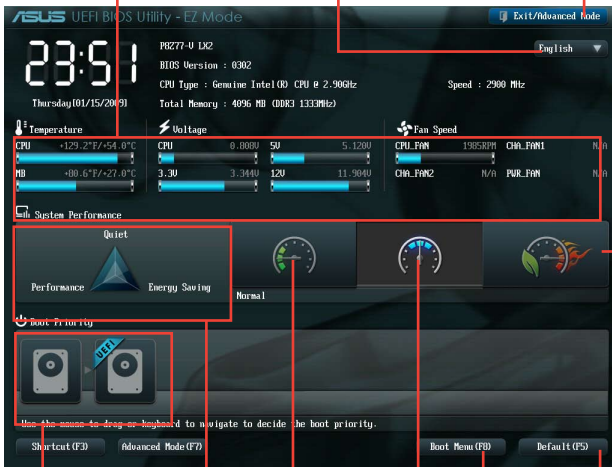 ASUS UEFI BIOS Utility - EZ Mode
Exit/Advanced Mode
23:51
Thursday[01/15/2009]
P8Z77-V LX2
BIOS Version : 0302
CPU Type : Genuine Intel(R) CPU @ 2.90GHz
Speed : 2900 MHz
Total Memory : 4096 MB (DDR3 1333MHz)
English
Temperature
Voltage
Fan Speed
CPU +129.2°F/+54.0°C
CPU 0.808V 5V 5.120V
CPU_FAN 1985RPM CHA_FAN1 N/A
MB +80.6°F/+27.0°C
3.3V 3.344V 12V 11.904V
CHA_FAN2 N/A PWR_FAN N/A
System Performance
Quiet
Performance
Energy Saving
Normal
Boot Priority
UEFI
Use the mouse to drag or keyboard to navigate to decide the boot priority.
Shortcut(F3)
Advanced Mode(F7)
Boot Menu(F8)
Default(F5)